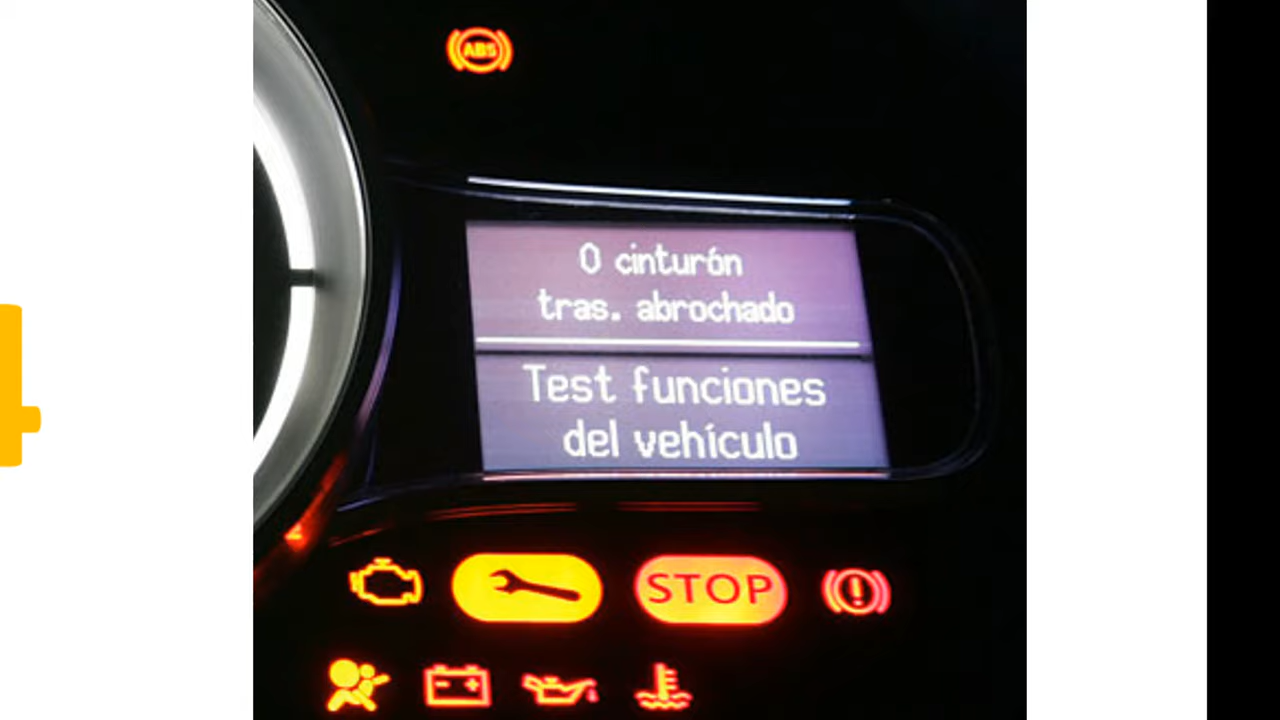 ABS
0 cinturón
tras. abrochado
Test funciones
del vehículo
STOP